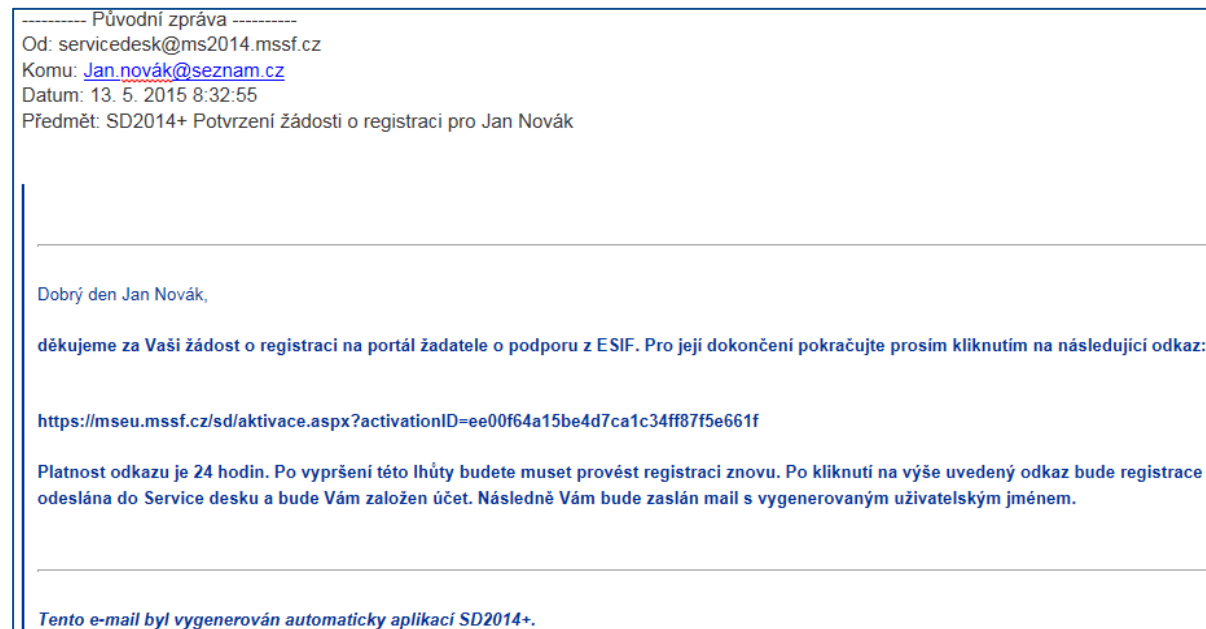 ---------- Původní zpráva ----------
Od: servicedesk@ms2014.mssf.cz
Komu: Jan.novák@seznam.cz
Datum: 13. 5. 2015 8:32:55
Předmět: SD2014+ Potvrzení žádosti o registraci pro Jan Novák
Dobrý den Jan Novák,
děkujeme za Vaši žádost o registraci na portál žadatele o podporu z ESIF. Pro její dokončení pokračujte prosím kliknutím na následující odkaz:
https://mseu.mssf.cz/sd/aktivace.aspx?activationID=ee00f64a15be4d7ca1c34ff87f5e661f
Platnost odkazu je 24 hodin. Po vypršení této lhůty budete muset provést registraci znovu. Po kliknutí na výše uvedený odkaz bude registrace
odeslána do Service desku a bude Vám založen účet. Následně Vám bude zaslán mail s vygenerovaným uživatelským jménem.
Tento e-mail byl vygenerován automaticky aplikací SD2014+.